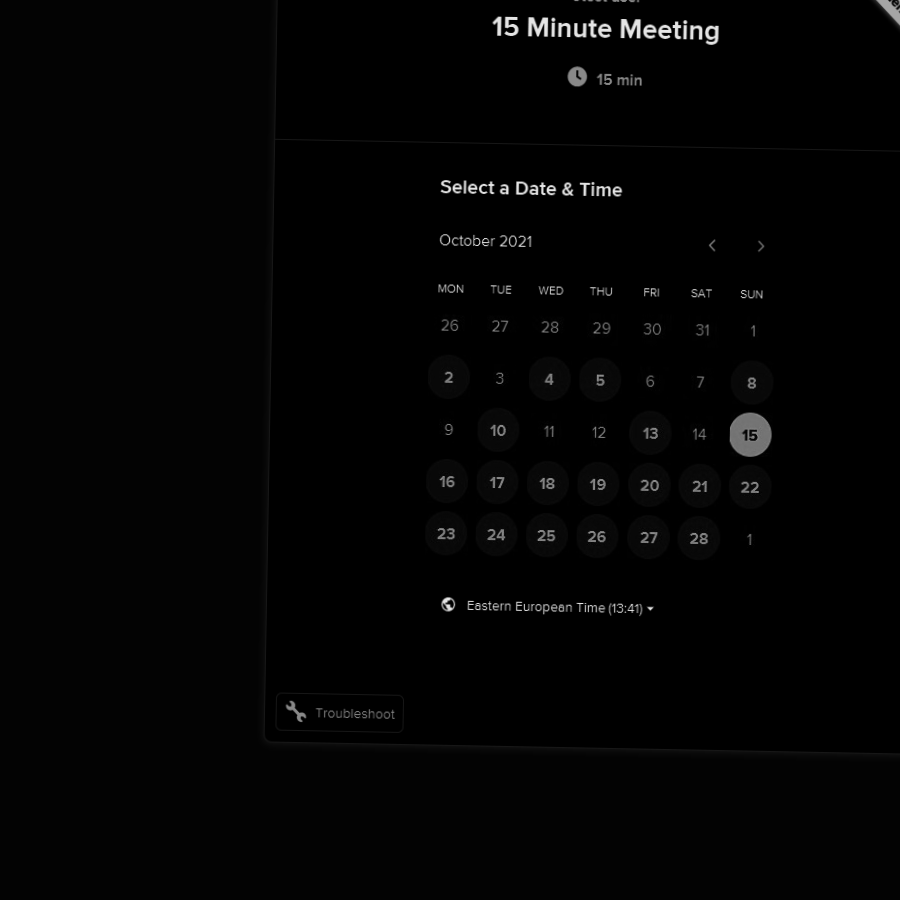 15 Minute Meeting
15 min
Select a Date & Time
October 2021
MON TUE WED THU FRI SAT SUN
26 27 28 29 30 31 1
2 3 4 5 6 7 8
9 10 11 12 13 14 15
16 17 18 19 20 21 22
23 24 25 26 27 28 1
Eastern European Time (13:41)
Troubleshoot